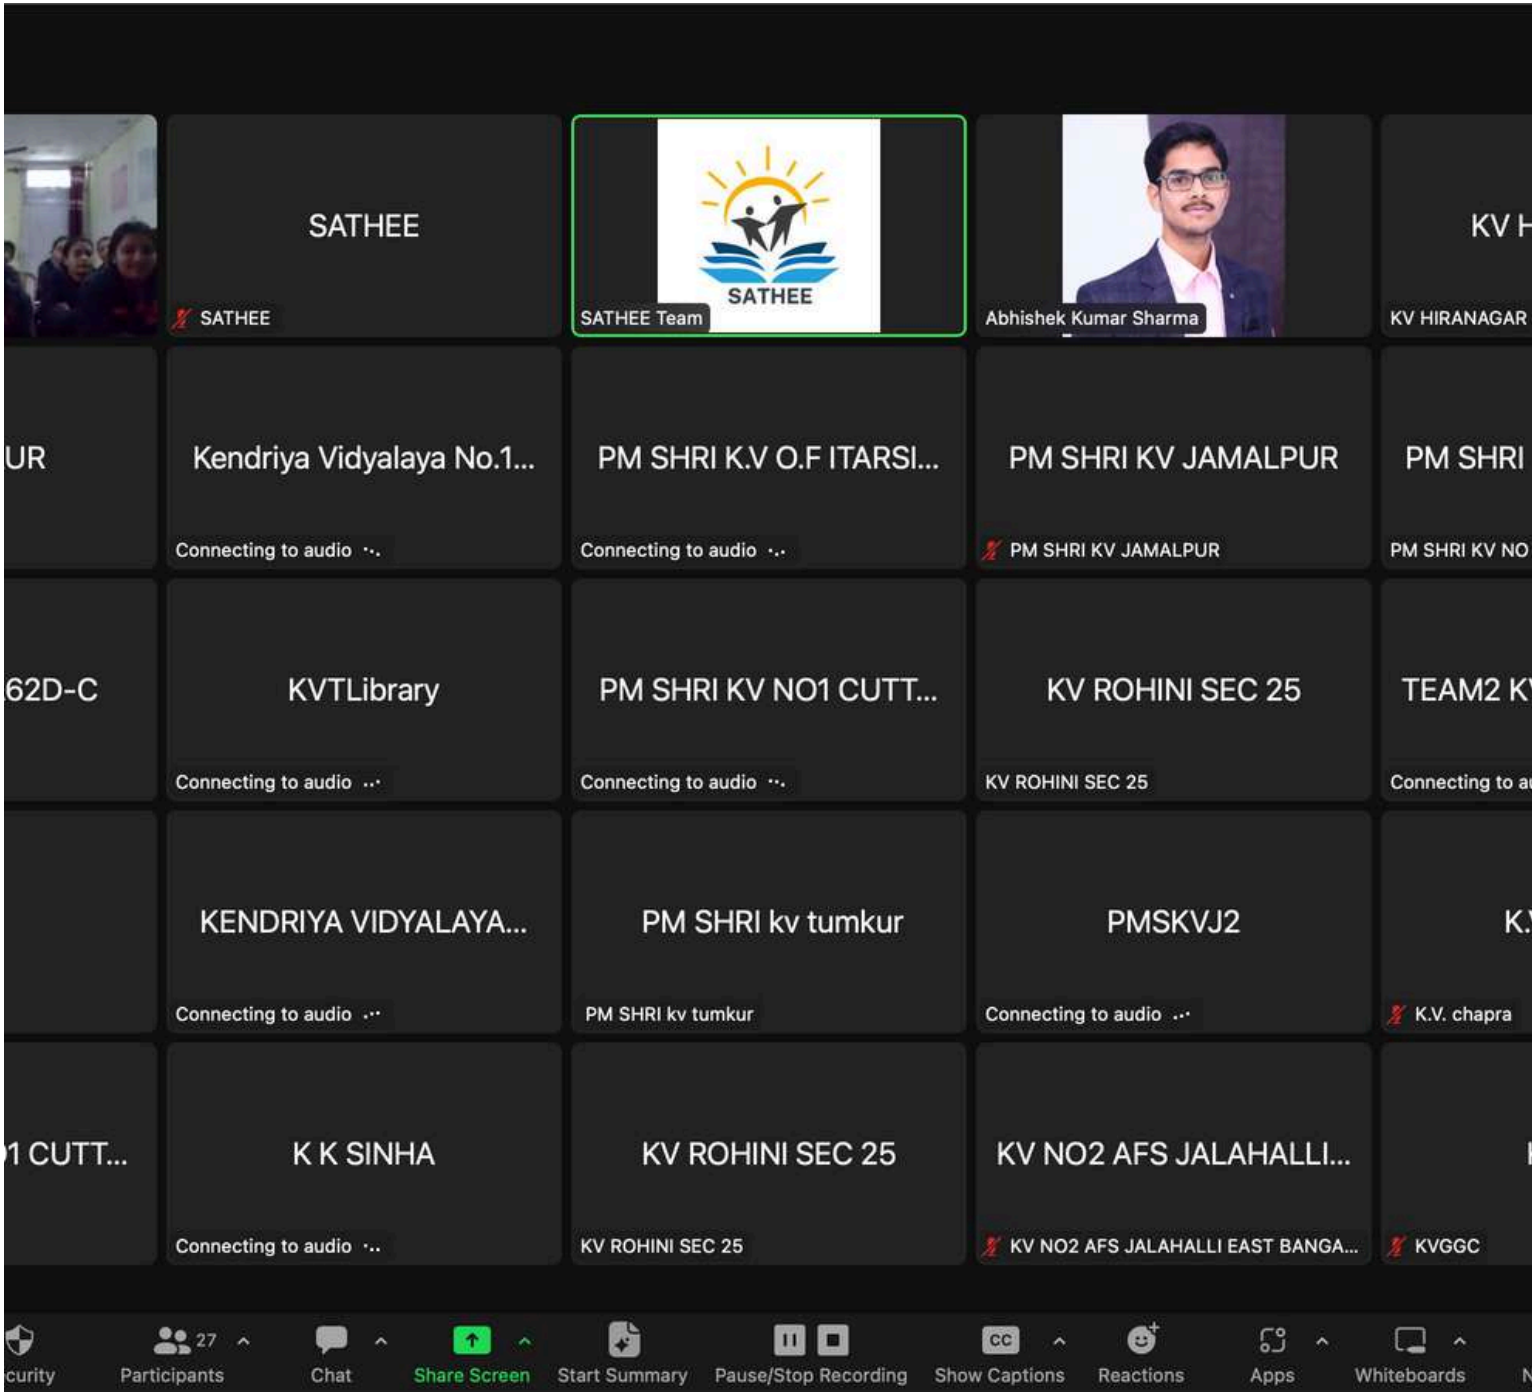 SATHEE
SATHEE
SATHEE
SATHEE Team
Abhishek Kumar Sharma
KV H
KV HIRANAGAR
UR
Kendriya Vidyalaya No.1...
Connecting to audio
PM SHRI K.V O.F ITARSI...
Connecting to audio
PM SHRI KV JAMALPUR
PM SHRI KV JAMALPUR
PM SHRI
PM SHRI KV NO
62D-C
KVTLibrary
Connecting to audio
PM SHRI KV NO1 CUTT...
Connecting to audio
KV ROHINI SEC 25
KV ROHINI SEC 25
TEAM2 KV
Connecting to au
KENDRIYA VIDYALAYA...
Connecting to audio
PM SHRI kv tumkur
PM SHRI kv tumkur
PMSKVJ2
Connecting to audio
K.V
K.V. chapra
1 CUTT...
K K SINHA
Connecting to audio
KV ROHINI SEC 25
KV ROHINI SEC 25
KV NO2 AFS JALAHALLI...
KV NO2 AFS JALAHALLI EAST BANGA...
KVGGC
curity
27
Participants
Chat
Share Screen
Start Summary
Pause/Stop Recording
CC
Show Captions
Reactions
Apps
Whiteboards